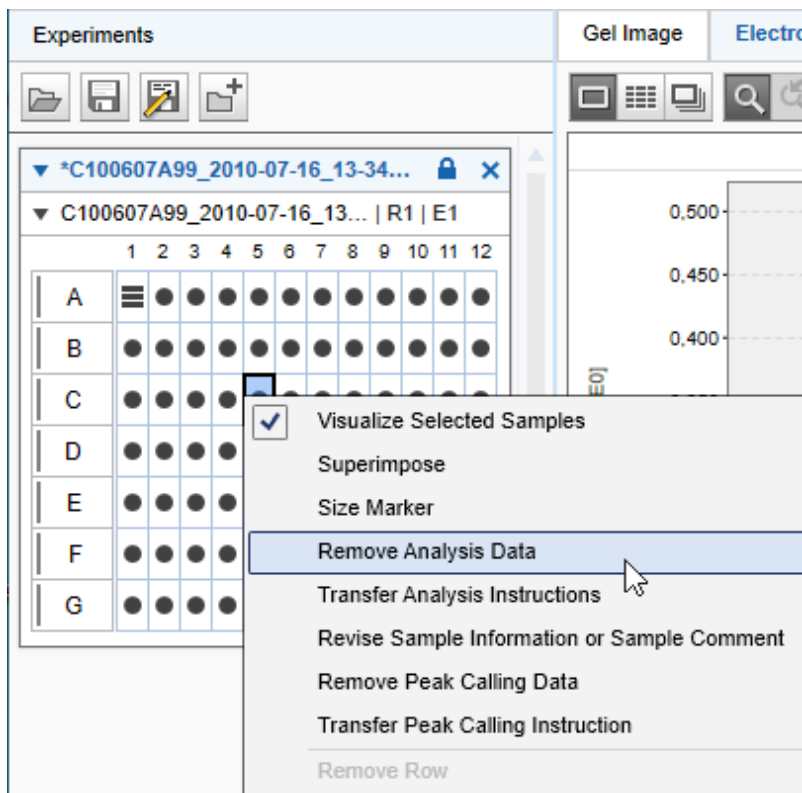 Experiments
Gel Image
Electro
*C100607A99_2010-07-16_13-34...
C100607A99_2010-07-16_13... | R1 | E1
1 2 3 4 5 6 7 8 9 10 11 12
A
B
C
D
E
F
G
0,500
0,450
0,400
E0]
Visualize Selected Samples
Superimpose
Size Marker
Remove Analysis Data
Transfer Analysis Instructions
Revise Sample Information or Sample Comment
Remove Peak Calling Data
Transfer Peak Calling Instruction
Remove Row